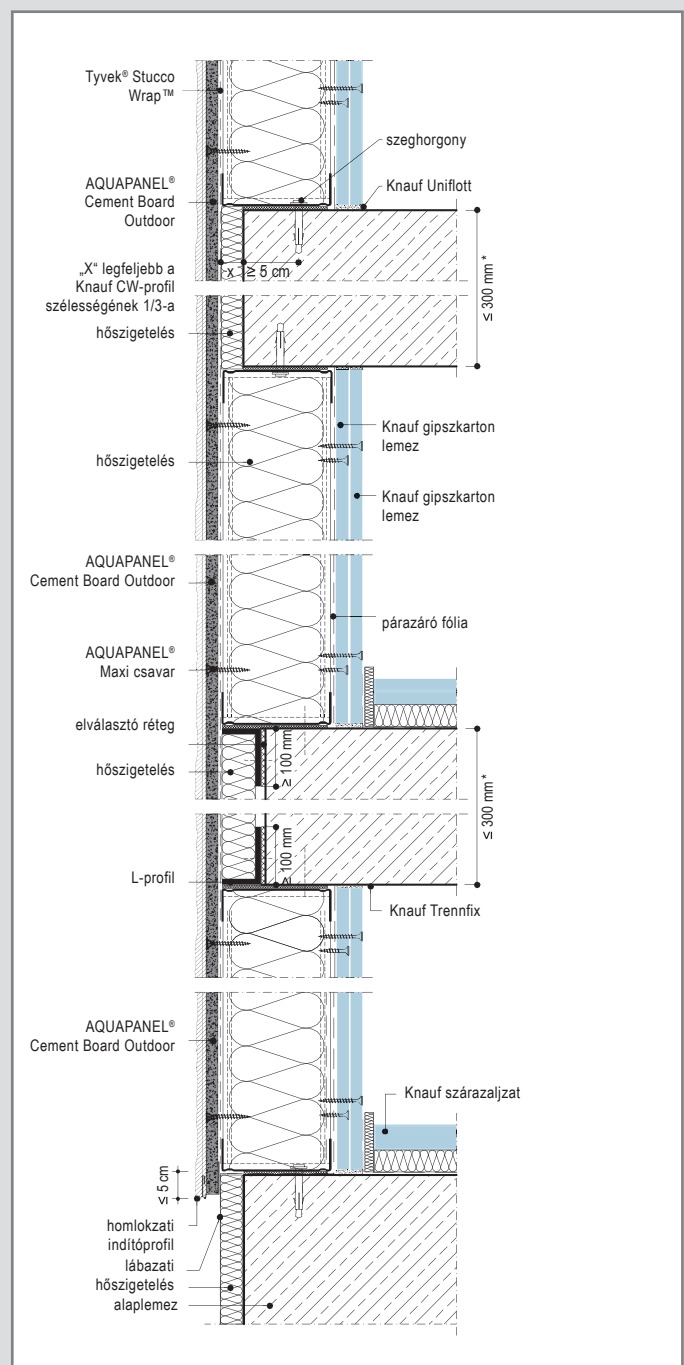 Tyvek® Stucco
Wrap™
szeghorgony
Knauf Uniflott
AQUAPANEL®
Cement Board
Outdoor
x
≥ 5 cm
„X“ legfeljebb a
Knauf CW-profil
szélességének 1/3-a
≤ 300 mm*
hőszigetelés
Knauf gipszkarton
lemez
hőszigetelés
Knauf gipszkarton
lemez
AQUAPANEL®
Cement Board Outdoor
párazáró fólia
AQUAPANEL®
Maxi csavar
elválasztó réteg
hőszigetelés
≥ 100 mm
≤ 300 mm*
≥ 100 mm
L-profil
Knauf Trennfix
AQUAPANEL®
Cement Board Outdoor
Knauf szárazaljzat
≤ 5 cm
homlokzati
indítóprofil
lábazati
hőszigetelés
alaplemez